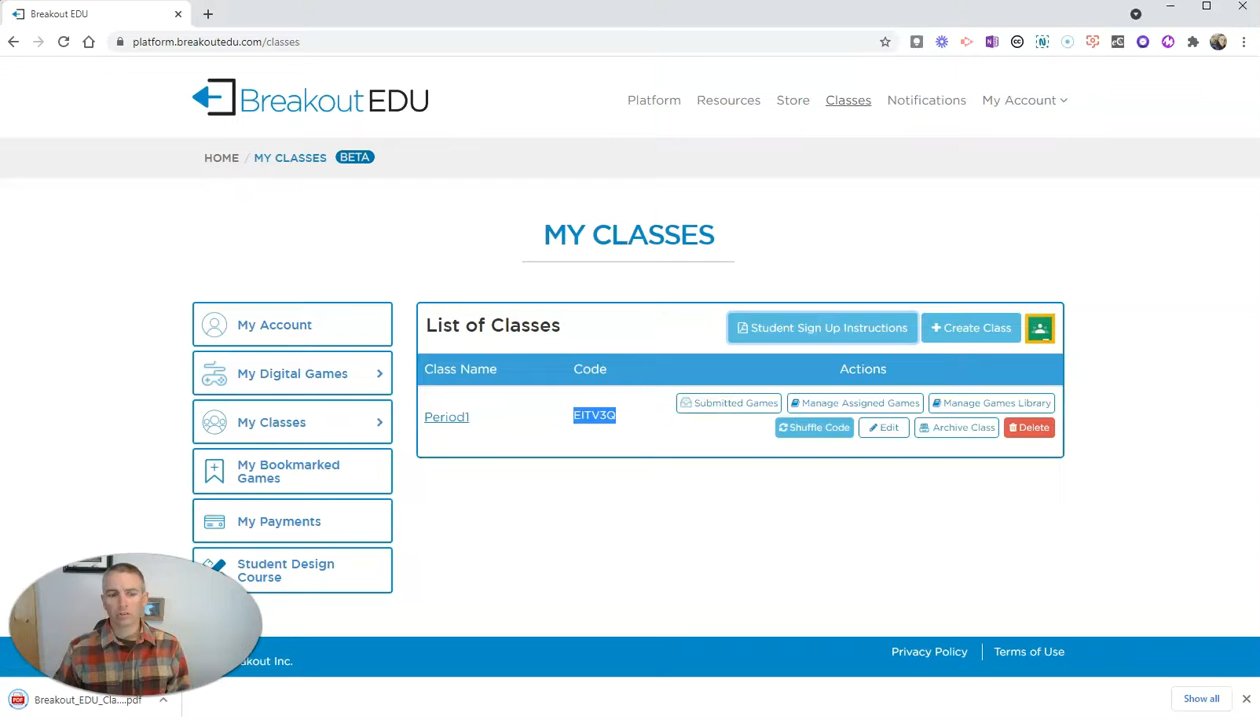 Breakout EDU
platform.breakoutedu.com/classes
Breakout EDU
Platform Resources Store Classes Notifications My Account
HOME / MY CLASSES BETA
MY CLASSES
My Account
My Digital Games
My Classes
My Bookmarked
Games
My Payments
Student Design
Course
List of Classes
Student Sign Up Instructions
+ Create Class
Class Name Code Actions
Period1 EITV3Q
Submitted Games Manage Assigned Games Manage Games Library
Shuffle Code Edit Archive Class Delete
akout Inc.
Privacy Policy Terms of Use
Breakout_EDU_Cla....pdf
Show all